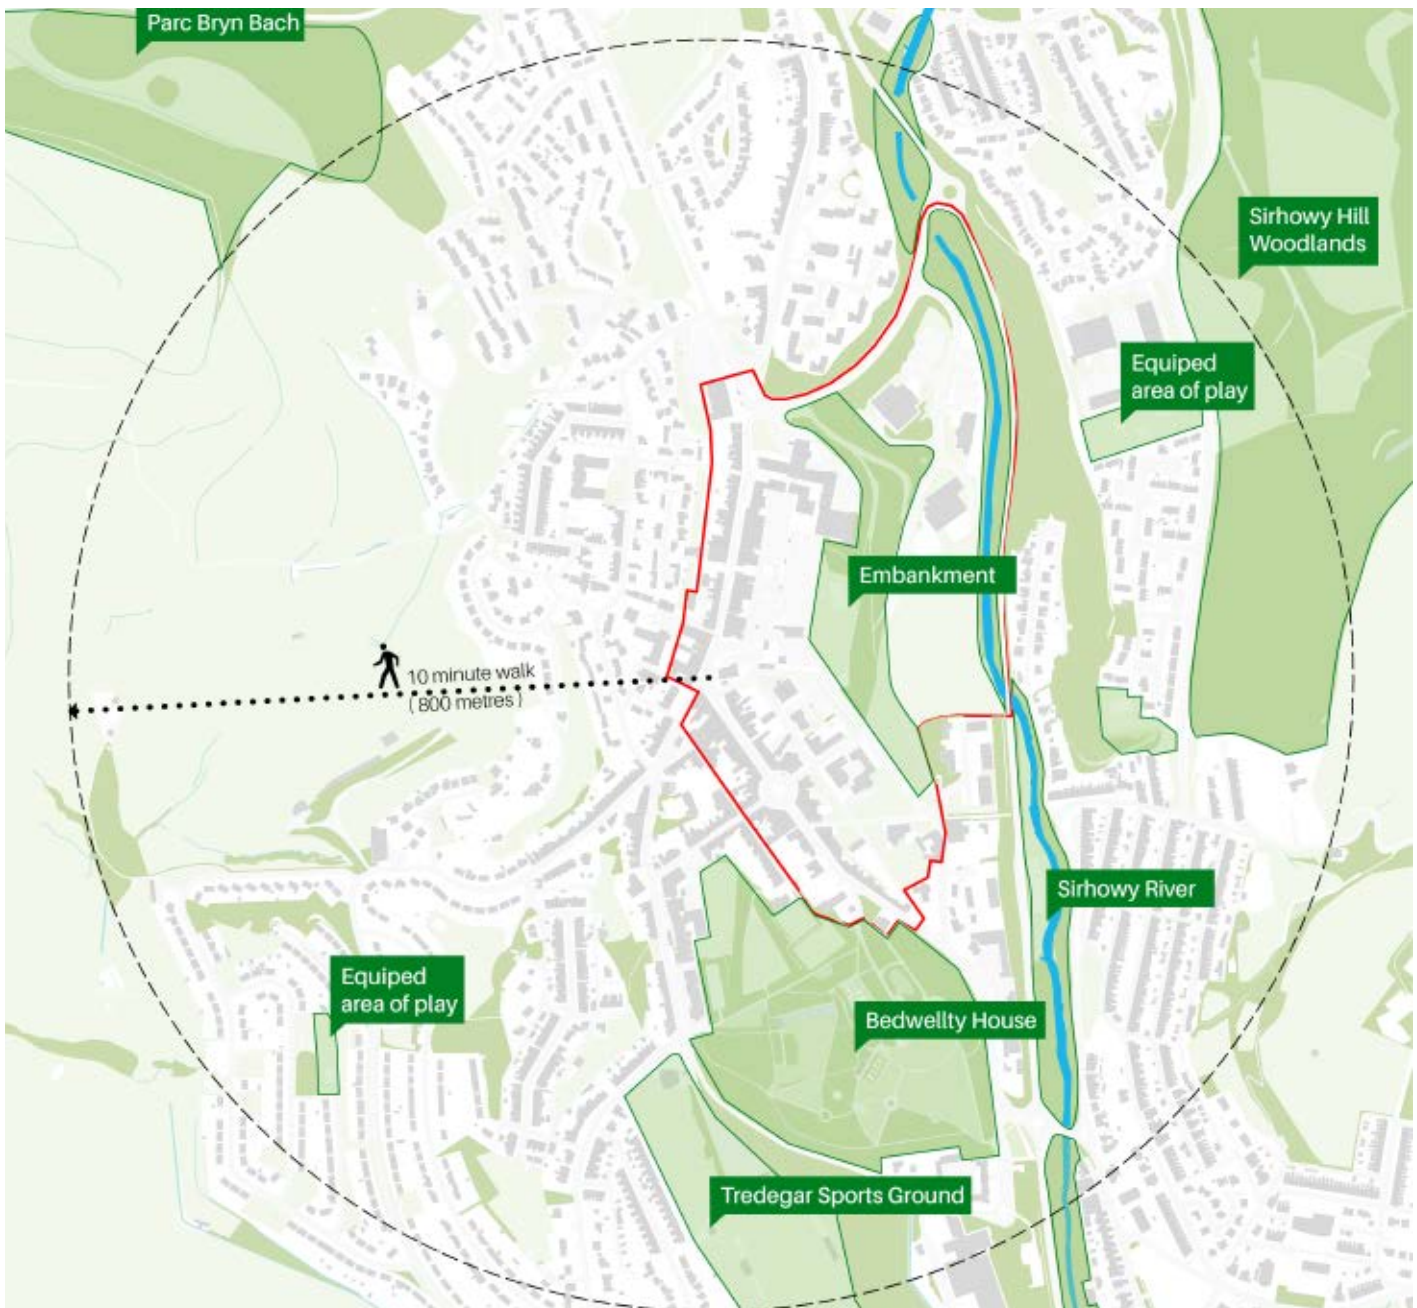 Parc Bryn Bach
Sirhowy Hill
Woodlands
Equiped
area of play
Embankment
10 minute walk
( 800 metres )
Sirhowy River
Equiped
area of play
Bedwellty House
Tredegar Sports Ground